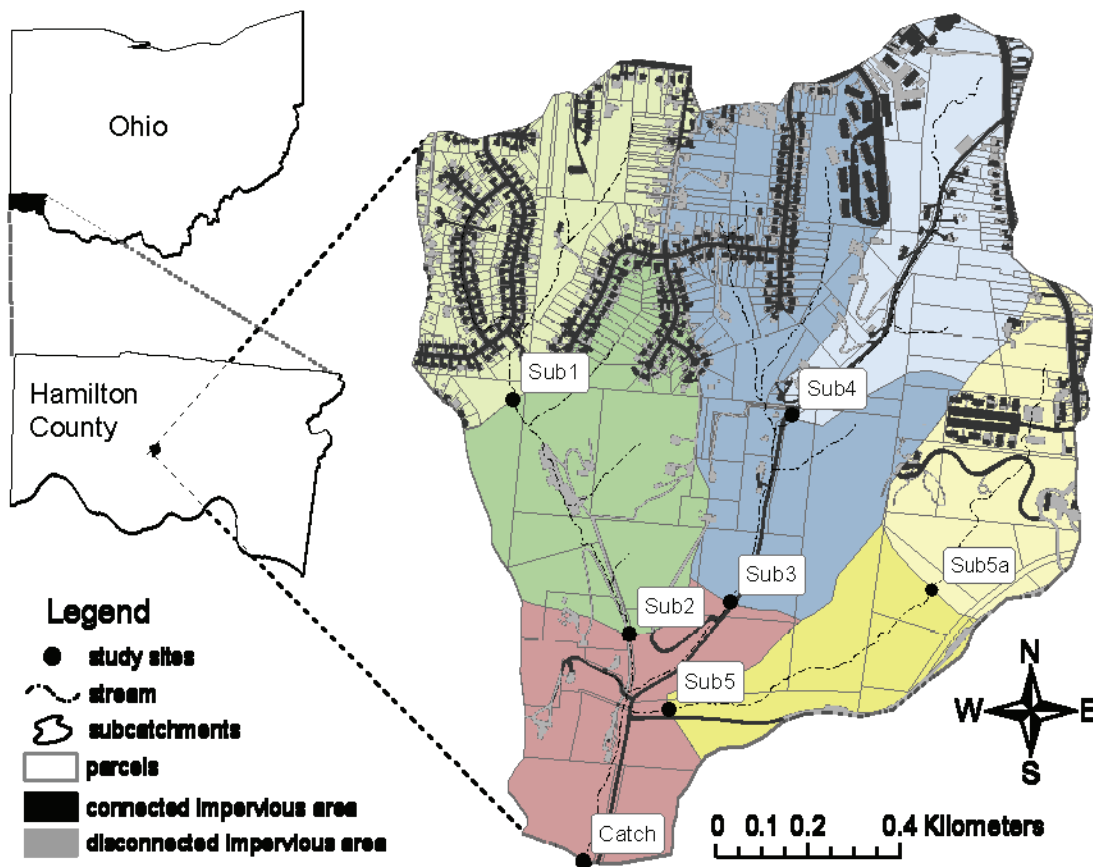 Ohio
Hamilton
County
Sub1
Sub4
Sub3
Sub5a
Sub2
Sub5
Catch
Legend
study sites
stream
subcatchments
parcels
connected impervious area
disconnected impervious area
N
W E
S
0 0.1 0.2 0.4 Kilometers